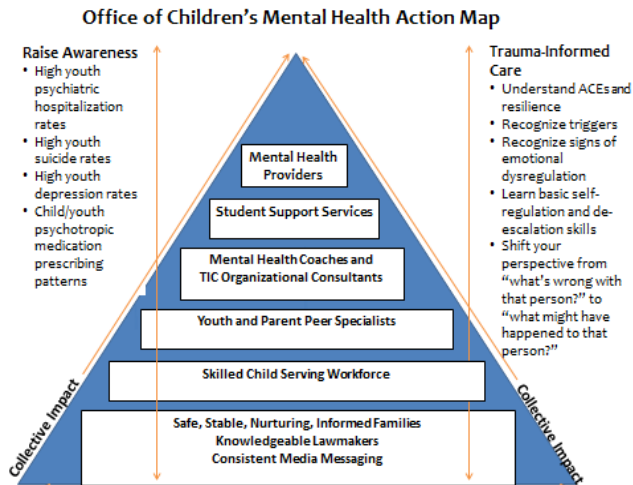 Office of Children's Mental Health Action Map
Raise Awareness
• High youth
psychiatric
hospitalization
rates
• High youth
suicide rates
• High youth
depression rates
• Child/youth
psychotropic
medication
prescribing
patterns
Trauma-Informed
Care
• Understand ACEs and
resilience
• Recognize triggers
• Recognize signs of
emotional
dysregulation
• Learn basic self-
regulation and de-
escalation skills
• Shift your
perspective from
"what's wrong with
that person?" to
"what might have
happened to that
person?"
Mental Health
Providers
Student Support Services
Mental Health Coaches and
TIC Organizational Consultants
Youth and Parent Peer Specialists
Skilled Child Serving Workforce
Safe, Stable, Nurturing, Informed Families
Knowledgeable Lawmakers
Consistent Media Messaging
Collective Impact
Collective Impact